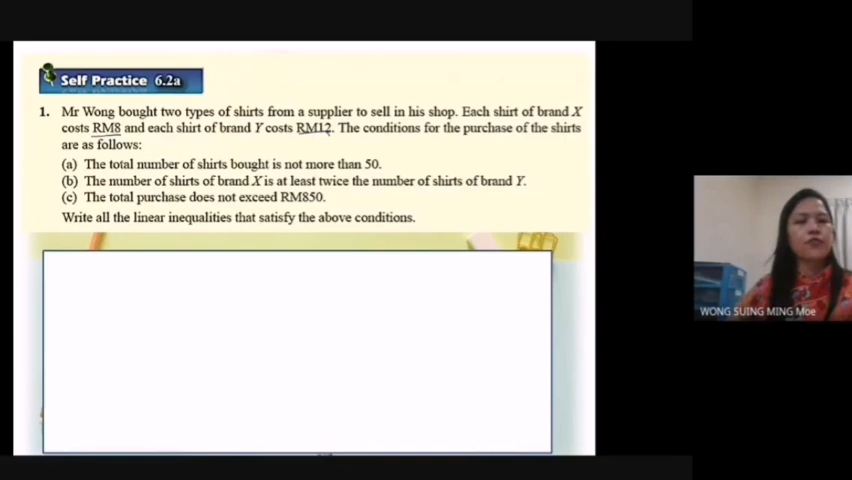 Self Practice 6.2a
1. Mr Wong bought two types of shirts from a supplier to sell in his shop. Each shirt of brand X
costs RM8 and each shirt of brand Y costs RM12. The conditions for the purchase of the shirts
are as follows:
(a) The total number of shirts bought is not more than 50.
(b) The number of shirts of brand X is at least twice the number of shirts of brand Y.
(c) The total purchase does not exceed RM850.
Write all the linear inequalities that satisfy the above conditions.
WONG SUING MING Moe